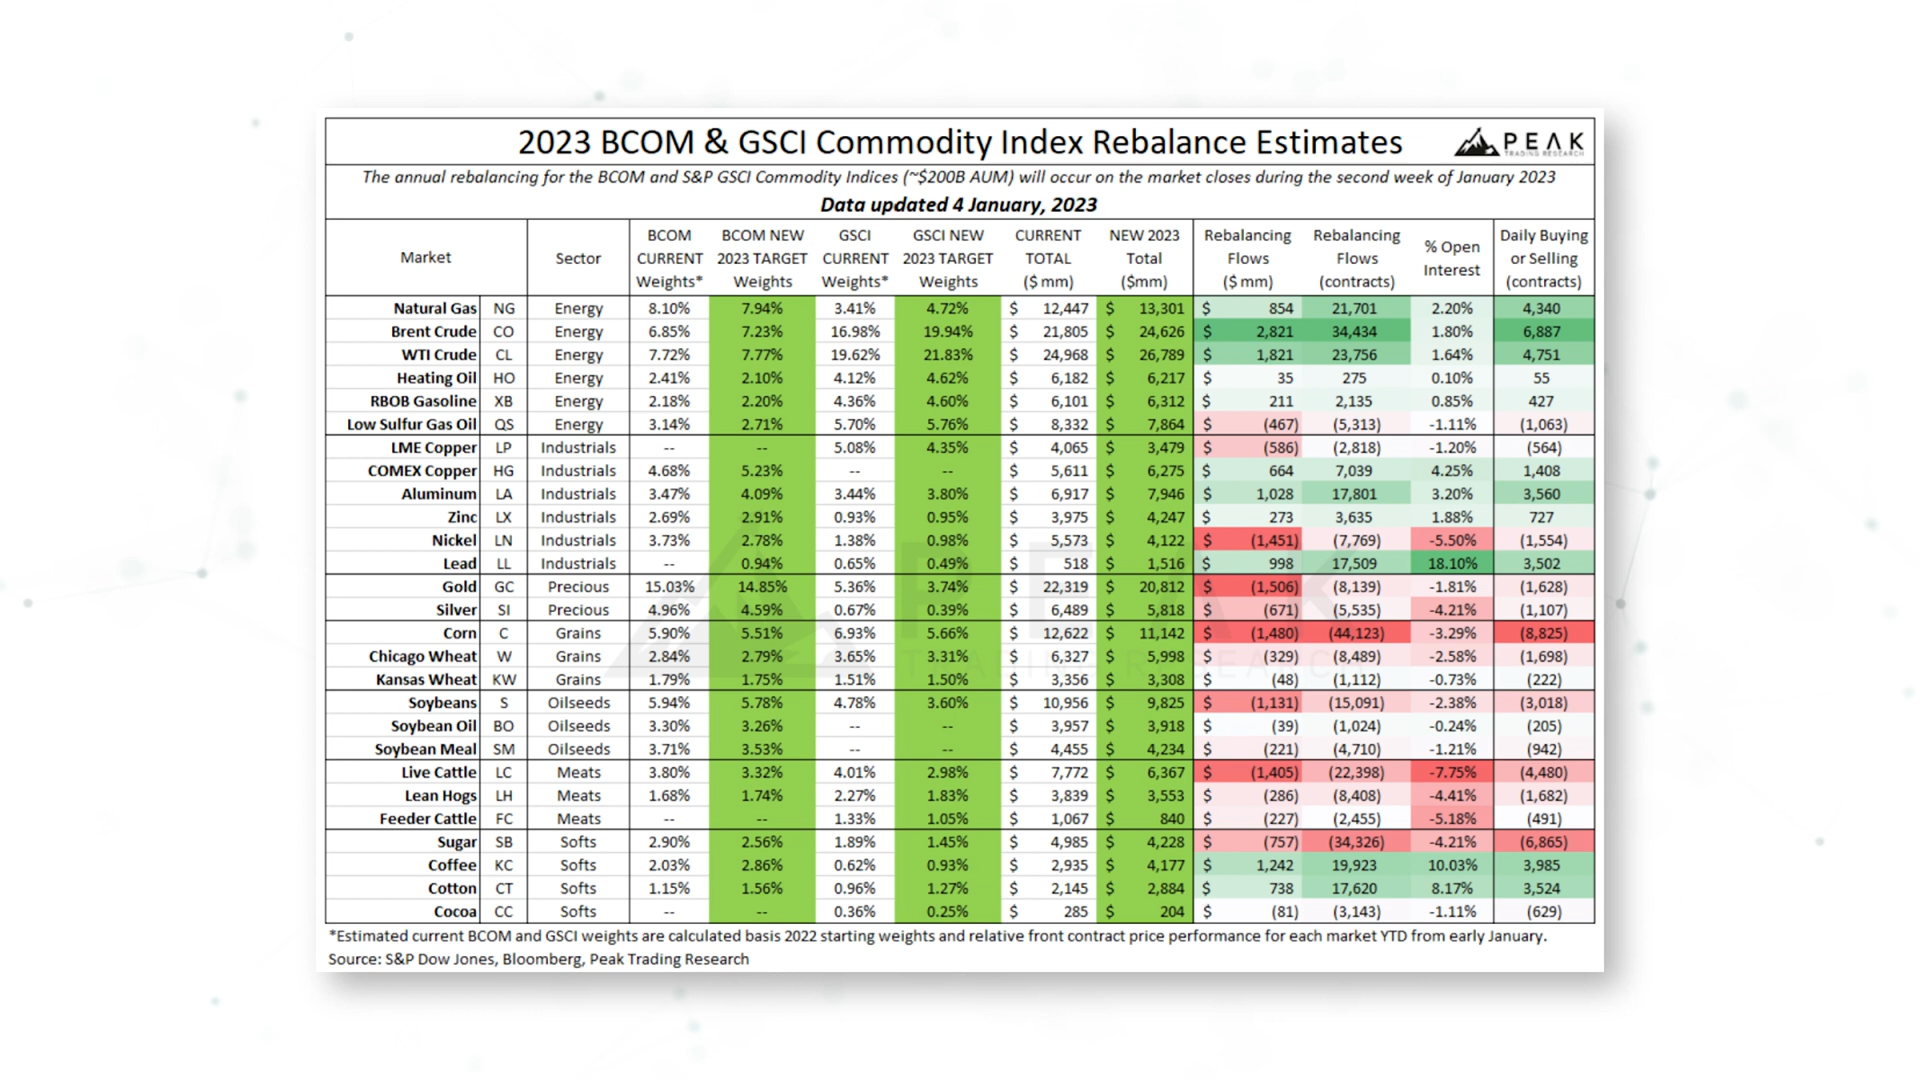 2023 BCOM & GSCI Commodity Index Rebalance Estimates
PEAK
TRADING RESEARCH
The annual rebalancing for the BCOM and S&P GSCI Commodity Indices (~$200B AUM) will occur on the market closes during the second week of January 2023
Data updated 4 January, 2023
Market Sector BCOM CURRENT Weights* BCOM NEW 2023 TARGET Weights GSCI CURRENT Weights* GSCI NEW 2023 TARGET Weights CURRENT TOTAL ($ mm) NEW 2023 Total ($mm) Rebalancing Flows ($ mm) Rebalancing Flows (contracts) % Open Interest Daily Buying or Selling (contracts)
Natural Gas NG Energy 8.10% 7.94% 3.41% 4.72% $ 12,447 $ 13,301 $ 854 21,701 2.20% 4,340
Brent Crude CO Energy 6.85% 7.23% 16.98% 19.94% $ 21,805 $ 24,626 $ 2,821 34,434 1.80% 6,887
WTI Crude CL Energy 7.72% 7.77% 19.62% 21.83% $ 24,968 $ 26,789 $ 1,821 23,756 1.64% 4,751
Heating Oil HO Energy 2.41% 2.10% 4.12% 4.62% $ 6,182 $ 6,217 $ 35 275 0.10% 55
RBOB Gasoline XB Energy 2.18% 2.20% 4.36% 4.60% $ 6,101 $ 6,312 $ 211 2,135 0.85% 427
Low Sulfur Gas Oil QS Energy 3.14% 2.71% 5.70% 5.76% $ 8,332 $ 7,864 $ (467) (5,313) -1.11% (1,063)
LME Copper LP Industrials -- -- 5.08% 4.35% $ 4,065 $ 3,479 $ (586) (2,818) -1.20% (564)
COMEX Copper HG Industrials 4.68% 5.23% -- -- $ 5,611 $ 6,275 $ 664 7,039 4.25% 1,408
Aluminum LA Industrials 3.47% 4.09% 3.44% 3.80% $ 6,917 $ 7,946 $ 1,028 17,801 3.20% 3,560
Zinc LX Industrials 2.69% 2.91% 0.93% 0.95% $ 3,975 $ 4,247 $ 273 3,635 1.88% 727
Nickel LN Industrials 3.73% 2.78% 1.38% 0.98% $ 5,573 $ 4,122 $ (1,451) (7,769) -5.50% (1,554)
Lead LL Industrials -- 0.94% 0.65% 0.49% $ 518 $ 1,516 $ 998 17,509 18.10% 3,502
Gold GC Precious 15.03% 14.85% 5.36% 3.74% $ 22,319 $ 20,812 $ (1,506) (8,139) -1.81% (1,628)
Silver SI Precious 4.96% 4.59% 0.67% 0.39% $ 6,489 $ 5,818 $ (671) (5,535) -4.21% (1,107)
Corn C Grains 5.90% 5.51% 6.93% 5.66% $ 12,622 $ 11,142 $ (1,480) (44,123) -3.29% (8,825)
Chicago Wheat W Grains 2.84% 2.79% 3.65% 3.31% $ 6,327 $ 5,998 $ (329) (8,489) -2.58% (1,698)
Kansas Wheat KW Grains 1.79% 1.75% 1.51% 1.50% $ 3,356 $ 3,308 $ (48) (1,112) -0.73% (222)
Soybeans S Oilseeds 5.94% 5.78% 4.78% 3.60% $ 10,956 $ 9,825 $ (1,131) (15,091) -2.38% (3,018)
Soybean Oil BO Oilseeds 3.30% 3.26% -- -- $ 3,957 $ 3,918 $ (39) (1,024) -0.24% (205)
Soybean Meal SM Oilseeds 3.71% 3.53% -- -- $ 4,455 $ 4,234 $ (221) (4,710) -1.21% (942)
Live Cattle LC Meats 3.80% 3.32% 4.01% 2.98% $ 7,772 $ 6,367 $ (1,405) (22,398) -7.75% (4,480)
Lean Hogs LH Meats 1.68% 1.74% 2.27% 1.83% $ 3,839 $ 3,553 $ (286) (8,408) -4.41% (1,682)
Feeder Cattle FC Meats -- -- 1.33% 1.05% $ 1,067 $ 840 $ (227) (2,455) -5.18% (491)
Sugar SB Softs 2.90% 2.56% 1.89% 1.45% $ 4,985 $ 4,228 $ (757) (34,326) -4.21% (6,865)
Coffee KC Softs 2.03% 2.86% 0.62% 0.93% $ 2,935 $ 4,177 $ 1,242 19,923 10.03% 3,985
Cotton CT Softs 1.15% 1.56% 0.96% 1.27% $ 2,145 $ 2,884 $ 738 17,620 8.17% 3,524
Cocoa CC Softs -- -- 0.36% 0.25% $ 285 $ 204 $ (81) (3,143) -1.11% (629)
*Estimated current BCOM and GSCI weights are calculated basis 2022 starting weights and relative front contract price performance for each market YTD from early January.
Source: S&P Dow Jones, Bloomberg, Peak Trading Research
PEAK
TRADING RESEARCH